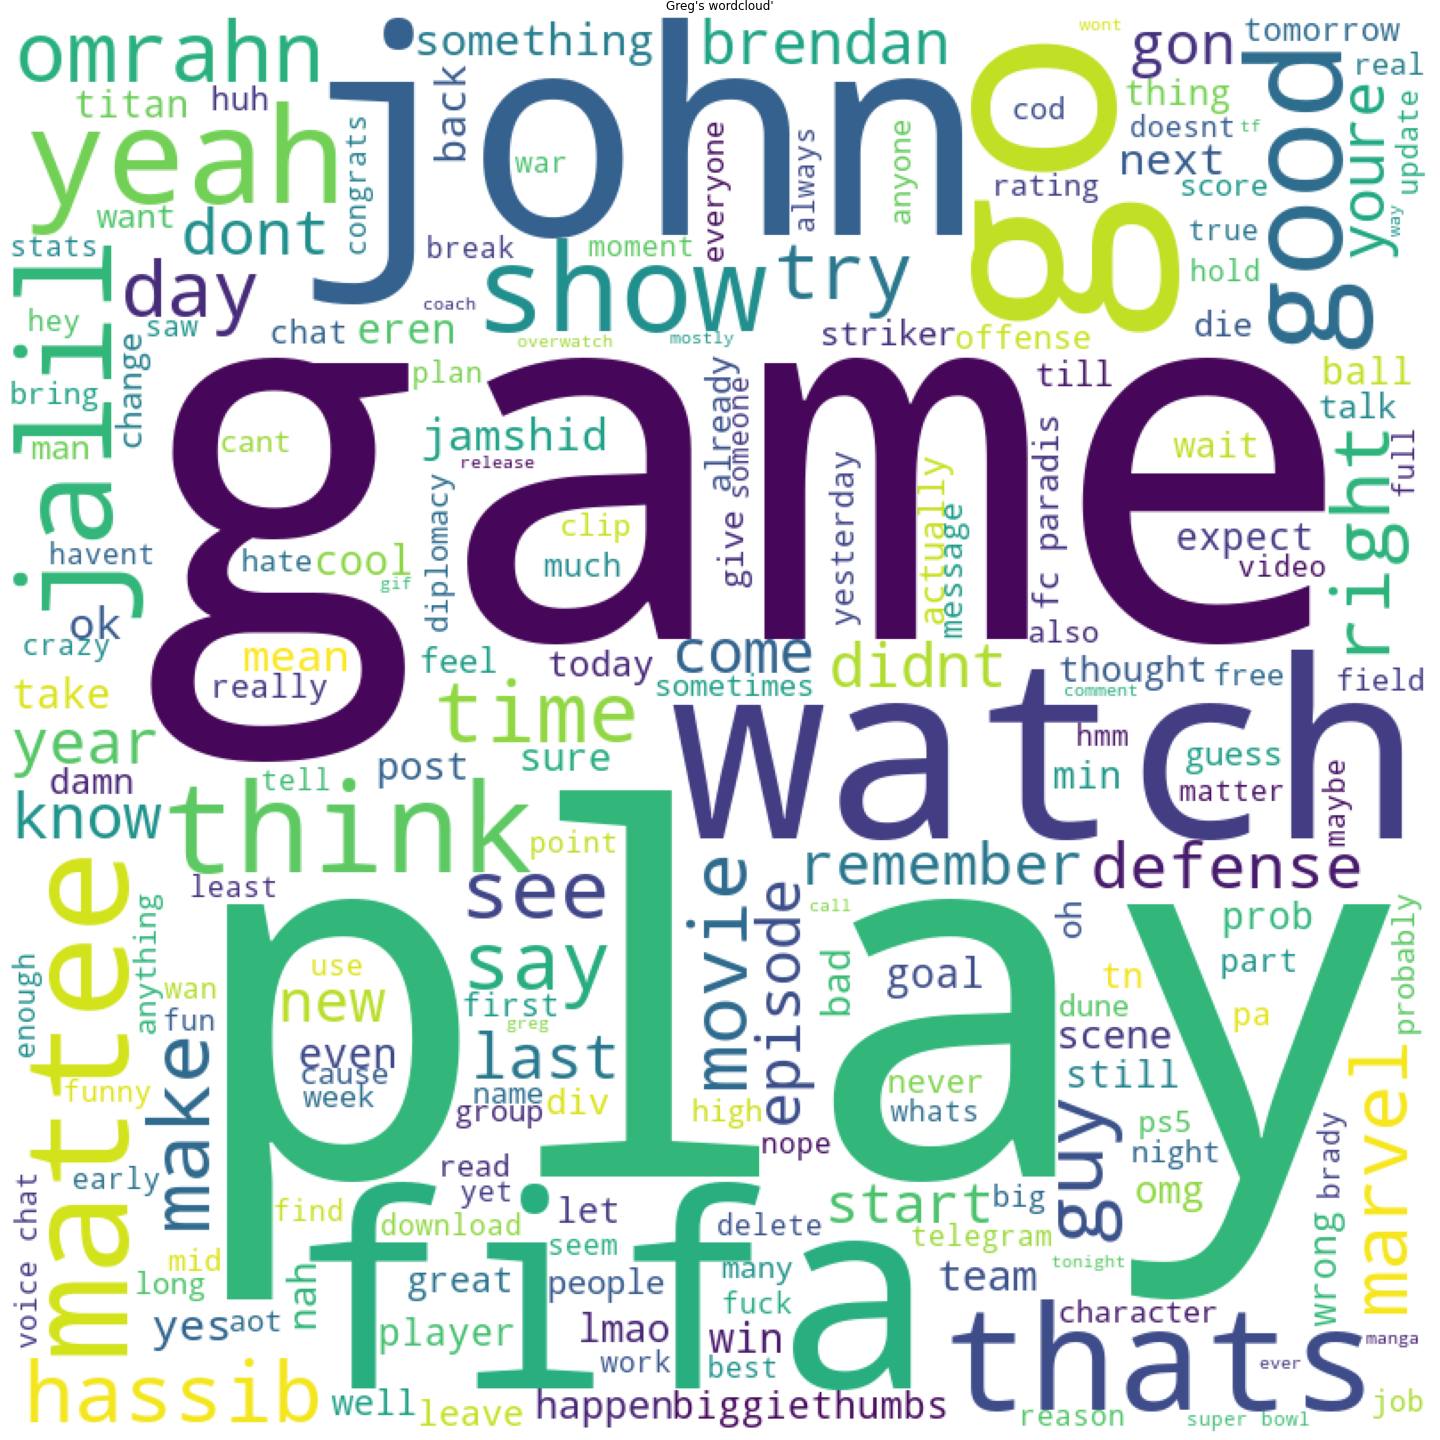 Greg's wordcloud'
omrahn
john
something
brendan
go
wont
gon
tomorrow
good
real
titan
huh
back
cod
thing
youre
update
yeah
congrats
war
everyone
always
anyone
doesnt
tf
next
want
rating
score
dont
way
stats
break
moment
true
jalil
day
show
try
hold
coach
hey
saw
chat
eren
overwatch
mostly
striker
offense
die
change
game
plan
till
ball
bring
already
talk
man
cant
jamshid
someone
wait
right
full
release
yesterday
actually
fc paradis
diplomacy
clip
give
message
expect
havent
hate
cool
much
video
gif
ok
also
crazy
mean
feel
today
come
didnt
thought
free
field
really
sometimes
comment
take
time
watch
year
hmm
sure
guess
damn
tell
post
min
matter
maybe
know
think
point
remember
defense
mattee
least
see
movie
episode
call
oh
prob
probably
play
anything
enough
use
say
bad
goal
tn
part
wan
new
first
dune
pa
fun
greg
scene
even
last
make
cause
never
still
marvel
funny
week
name
div
high
whats
guy
group
ps5
nope
night
brady
early
read
omg
voice chat
yet
start
big
find
download
let
delete
telegram
wrong
mid
fifa
seem
tonight
long
nah
great
people
many
team
yes
aot
fuck
thats
character
player
lmao
win
manga
work
best
ever
hassib
well
leave
happen
biggiethumbs
reason
super bowl
job